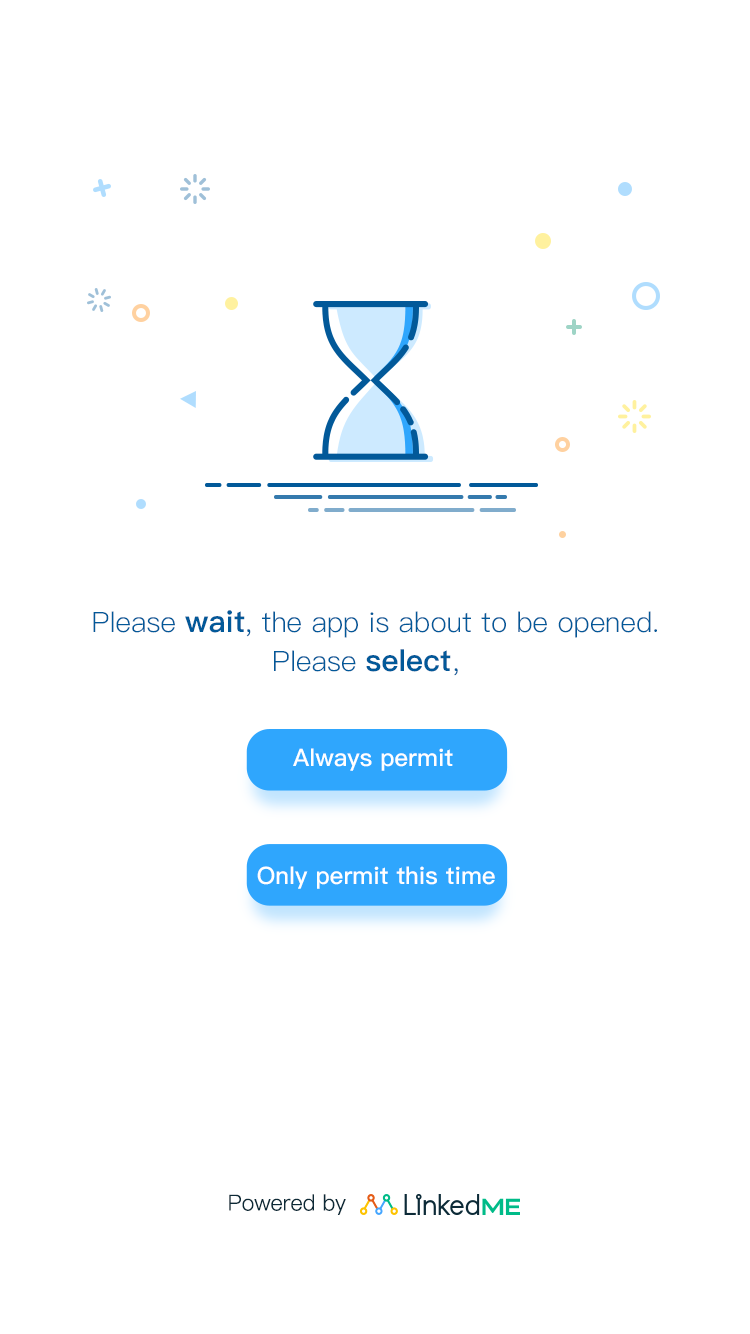 Please wait, the app is about to be opened.
Please select,
Always permit
Only permit this time
Powered by LinkedME